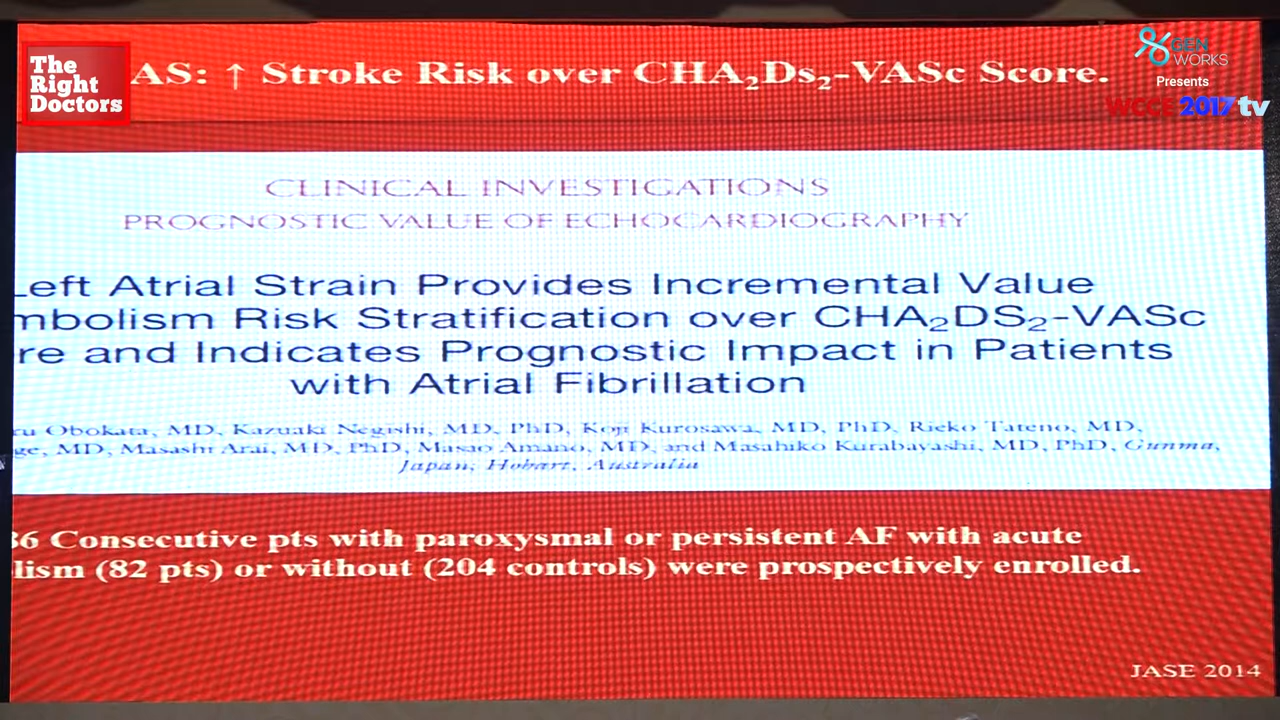 The
Right
Doctors
AS: ↑ Stroke Risk over CHA₂Ds₂-VASc Score.
GEN
WORKS
Presents
WCCE 2017 tv
CLINICAL INVESTIGATIONS
PROGNOSTIC VALUE OF ECHOCARDIOGRAPHY
Left Atrial Strain Provides Incremental Value
mbolism Risk Stratification over CHA₂DS₂-VASc
re and Indicates Prognostic Impact in Patients
with Atrial Fibrillation
ru Obokata, MD, Kazuaki Negishi, MD, PhD, Koji Kurosawa, MD, PhD, Rieko Tateno, MD,
ge, MD, Masashi Arai, MD, PhD, Masao Amano, MD, and Masahiko Kurabayashi, MD, PhD, Gunma,
Japan; Hobart, Australia
86 Consecutive pts with paroxysmal or persistent AF with acute
lism (82 pts) or without (204 controls) were prospectively enrolled.
JASE 2014